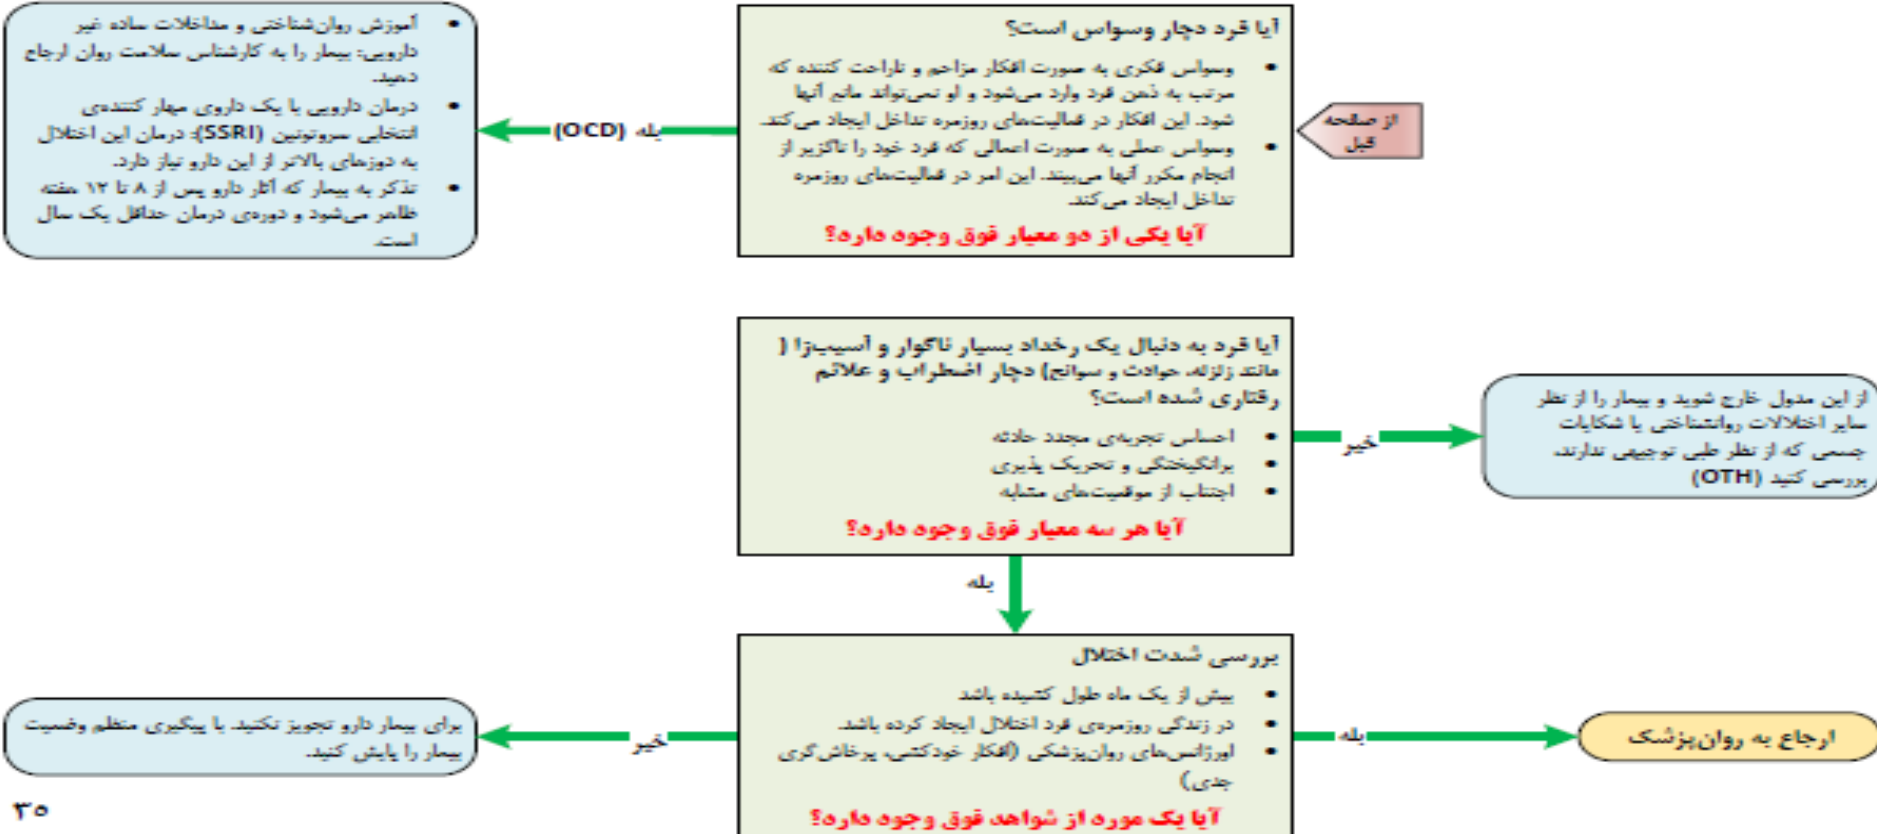 از صفحه
قبل
آیا فرد دچار وسواس است؟
• وسواس فکری به صورت افکار مزاحم و ناراحت کننده که
مرتب به ذهن فرد وارد می‌شود و او نمی‌تواند مانع آنها
شود. این افکار در فعالیت‌های روزمره تداخل ایجاد می‌کند.
• وسواس عملی به صورت اعمالی که فرد خود را ناگزیر از
انجام مکرر آنها می‌بیند. این امر در فعالیت‌های روزمره
تداخل ایجاد می‌کند.
آیا یکی از دو معیار فوق وجود دارد؟
بله (OCD)
• آموزش روان‌شناختی و مداخلات ساده غیر
دارویی: بیمار را به کارشناس سلامت روان ارجاع
دهید.
• درمان دارویی با یک داروی مهار کننده‌ی
انتخابی سروتونین (SSRI): درمان این اختلال
به دوزهای بالاتر از این دارو نیاز دارد.
• تذکر به بیمار که آثار دارو پس از ۸ تا ۱۲ هفته
ظاهر می‌شود و دوره‌ی درمان حداقل یک سال
است.
آیا فرد به دنبال یک رخداد بسیار ناگوار و آسیب‌زا (
مانند زلزله، حوادث و سوانح) دچار اضطراب و علائم
رفتاری شده است؟
• احساس تجربه‌ی مجدد حادثه
• برانگیختگی و تحریک پذیری
• اجتناب از موقعیت‌های مشابه
آیا هر سه معیار فوق وجود دارد؟
خیر
از این مدول خارج شوید و بیمار را از نظر
سایر اختلالات روانشناختی یا شکایات
جسمی که از نظر طبی توجیهی ندارند،
بررسی کنید (OTH)
بله
بررسی شدت اختلال
• بیش از یک ماه طول کشیده باشد
• در زندگی روزمره‌ی فرد اختلال ایجاد کرده باشد.
• اورژانس‌های روان‌پزشکی (افکار خودکشی، پرخاش‌گری
جدی)
آیا یک مورد از شواهد فوق وجود دارد؟
بله
ارجاع به روان‌پزشک
خیر
برای بیمار دارو تجویز نکنید. با پیگیری منظم وضعیت
بیمار را پایش کنید.
۳۵